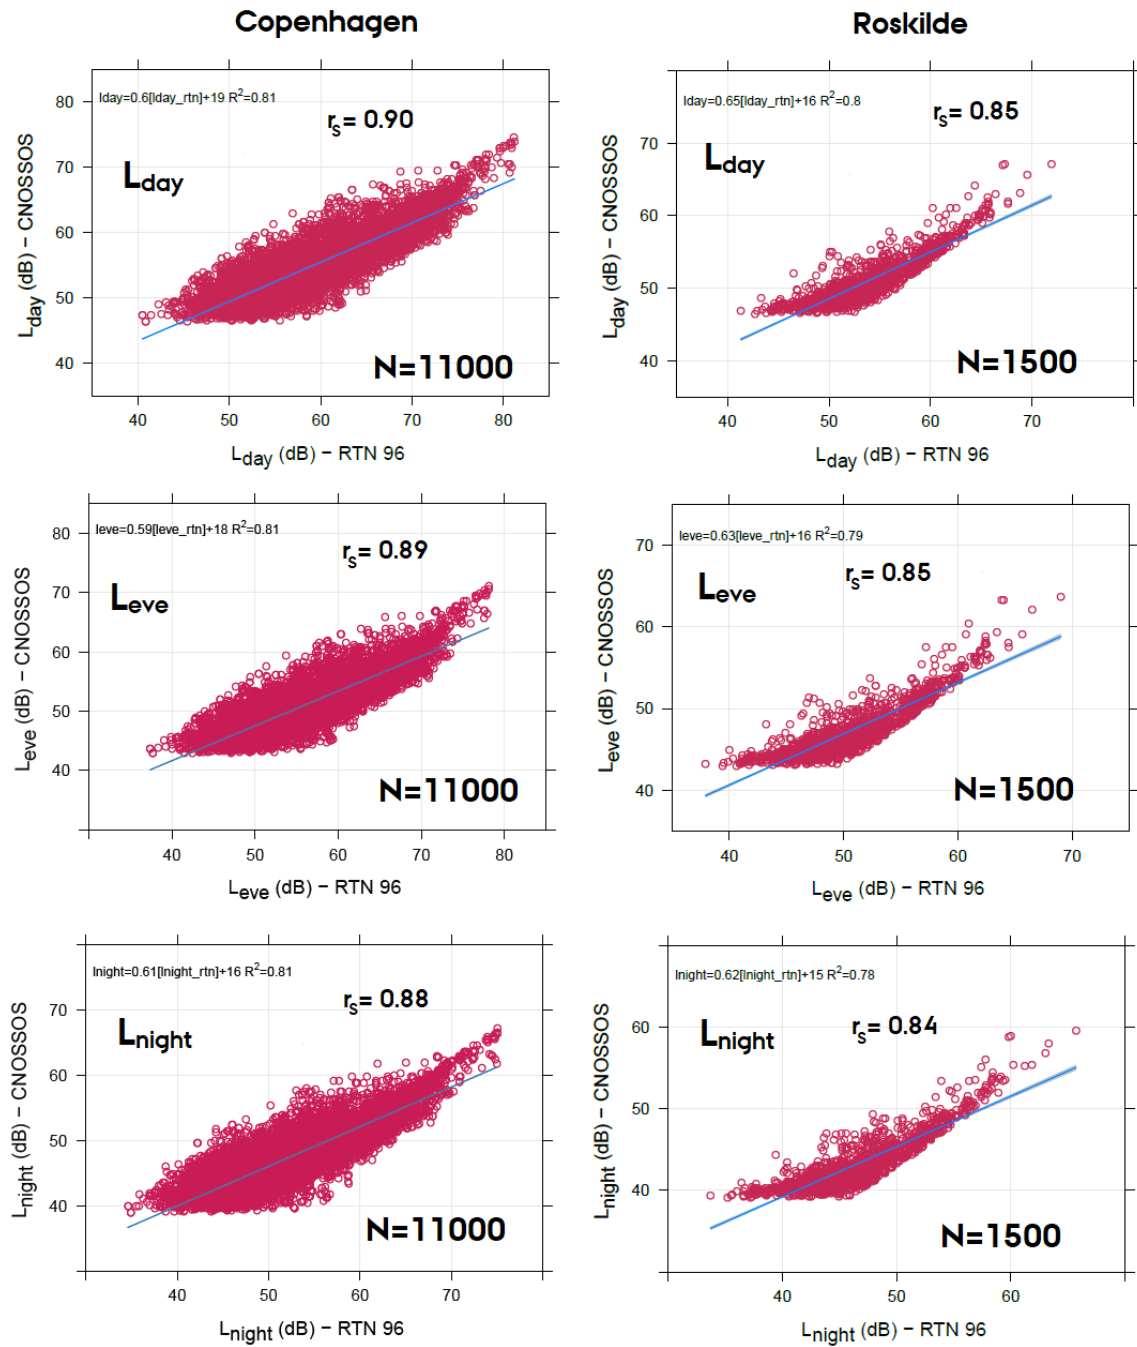 Copenhagen
Roskilde
lday=0.6[lday_rtn]+19 R²=0.81
rs= 0.90
Lday
N=11000
80
70
60
50
40
40 50 60 70 80
Lday (dB) − CNOSSOS
Lday (dB) − RTN 96
lday=0.65[lday_rtn]+16 R²=0.8
rs= 0.85
Lday
N=1500
70
60
50
40
40 50 60 70
Lday (dB) − CNOSSOS
Lday (dB) − RTN 96
leve=0.59[leve_rtn]+18 R²=0.81
rs= 0.89
Leve
N=11000
80
70
60
50
40
40 50 60 70 80
Leve (dB) − CNOSSOS
Leve (dB) − RTN 96
leve=0.63[leve_rtn]+16 R²=0.79
rs= 0.85
Leve
N=1500
70
60
50
40
40 50 60 70
Leve (dB) − CNOSSOS
Leve (dB) − RTN 96
lnight=0.61[lnight_rtn]+16 R²=0.81
rs= 0.88
Lnight
N=11000
70
60
50
40
40 50 60 70
Lnight (dB) − CNOSSOS
Lnight (dB) − RTN 96
lnight=0.62[lnight_rtn]+15 R²=0.78
rs= 0.84
Lnight
N=1500
60
50
40
40 50 60
Lnight (dB) − CNOSSOS
Lnight (dB) − RTN 96